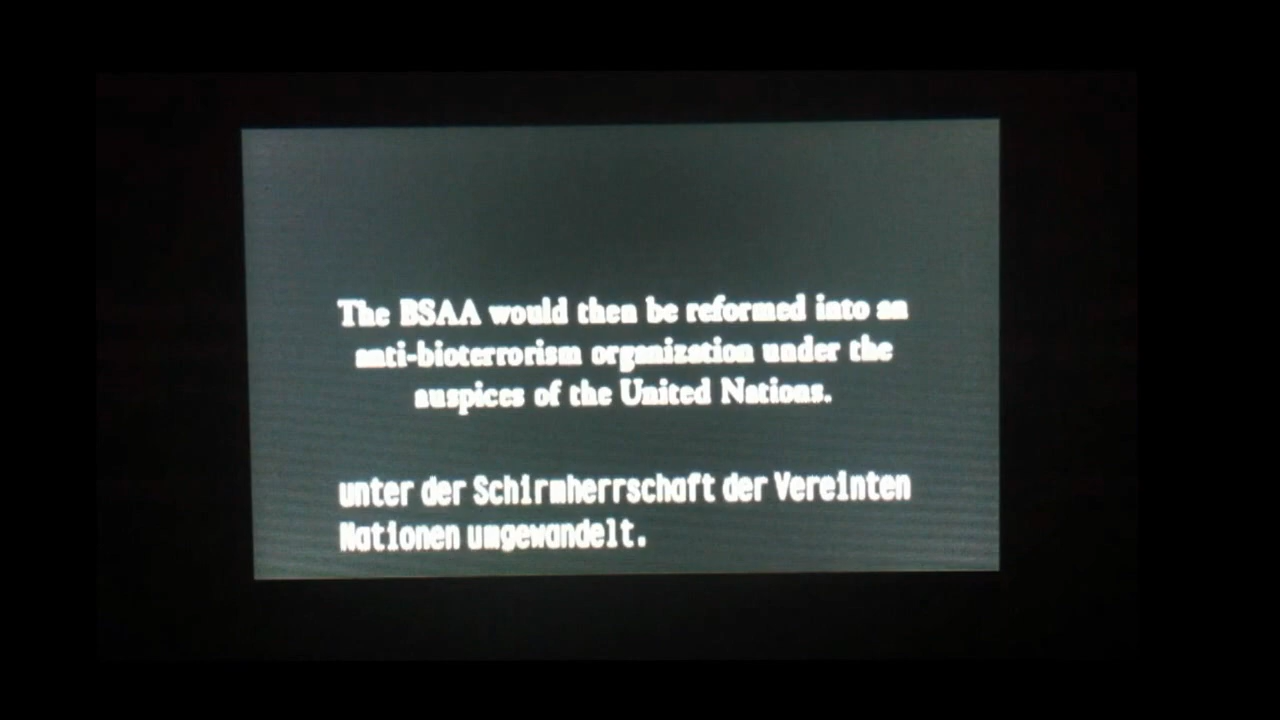 The BSAA would then be reformed into an
anti-bioterrorism organization under the
auspices of the United Nations.
unter der Schirmherrschaft der Vereinten
Nationen umgewandelt.